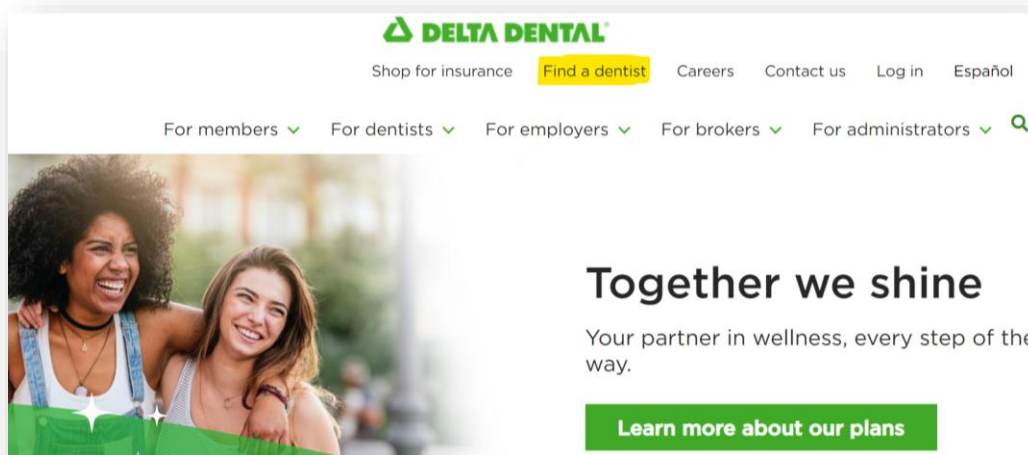 DELTA DENTAL
Shop for insurance Find a dentist Careers Contact us Log in Español
For members For dentists For employers For brokers For administrators
Together we shine
Your partner in wellness, every step of the
way.
Learn more about our plans